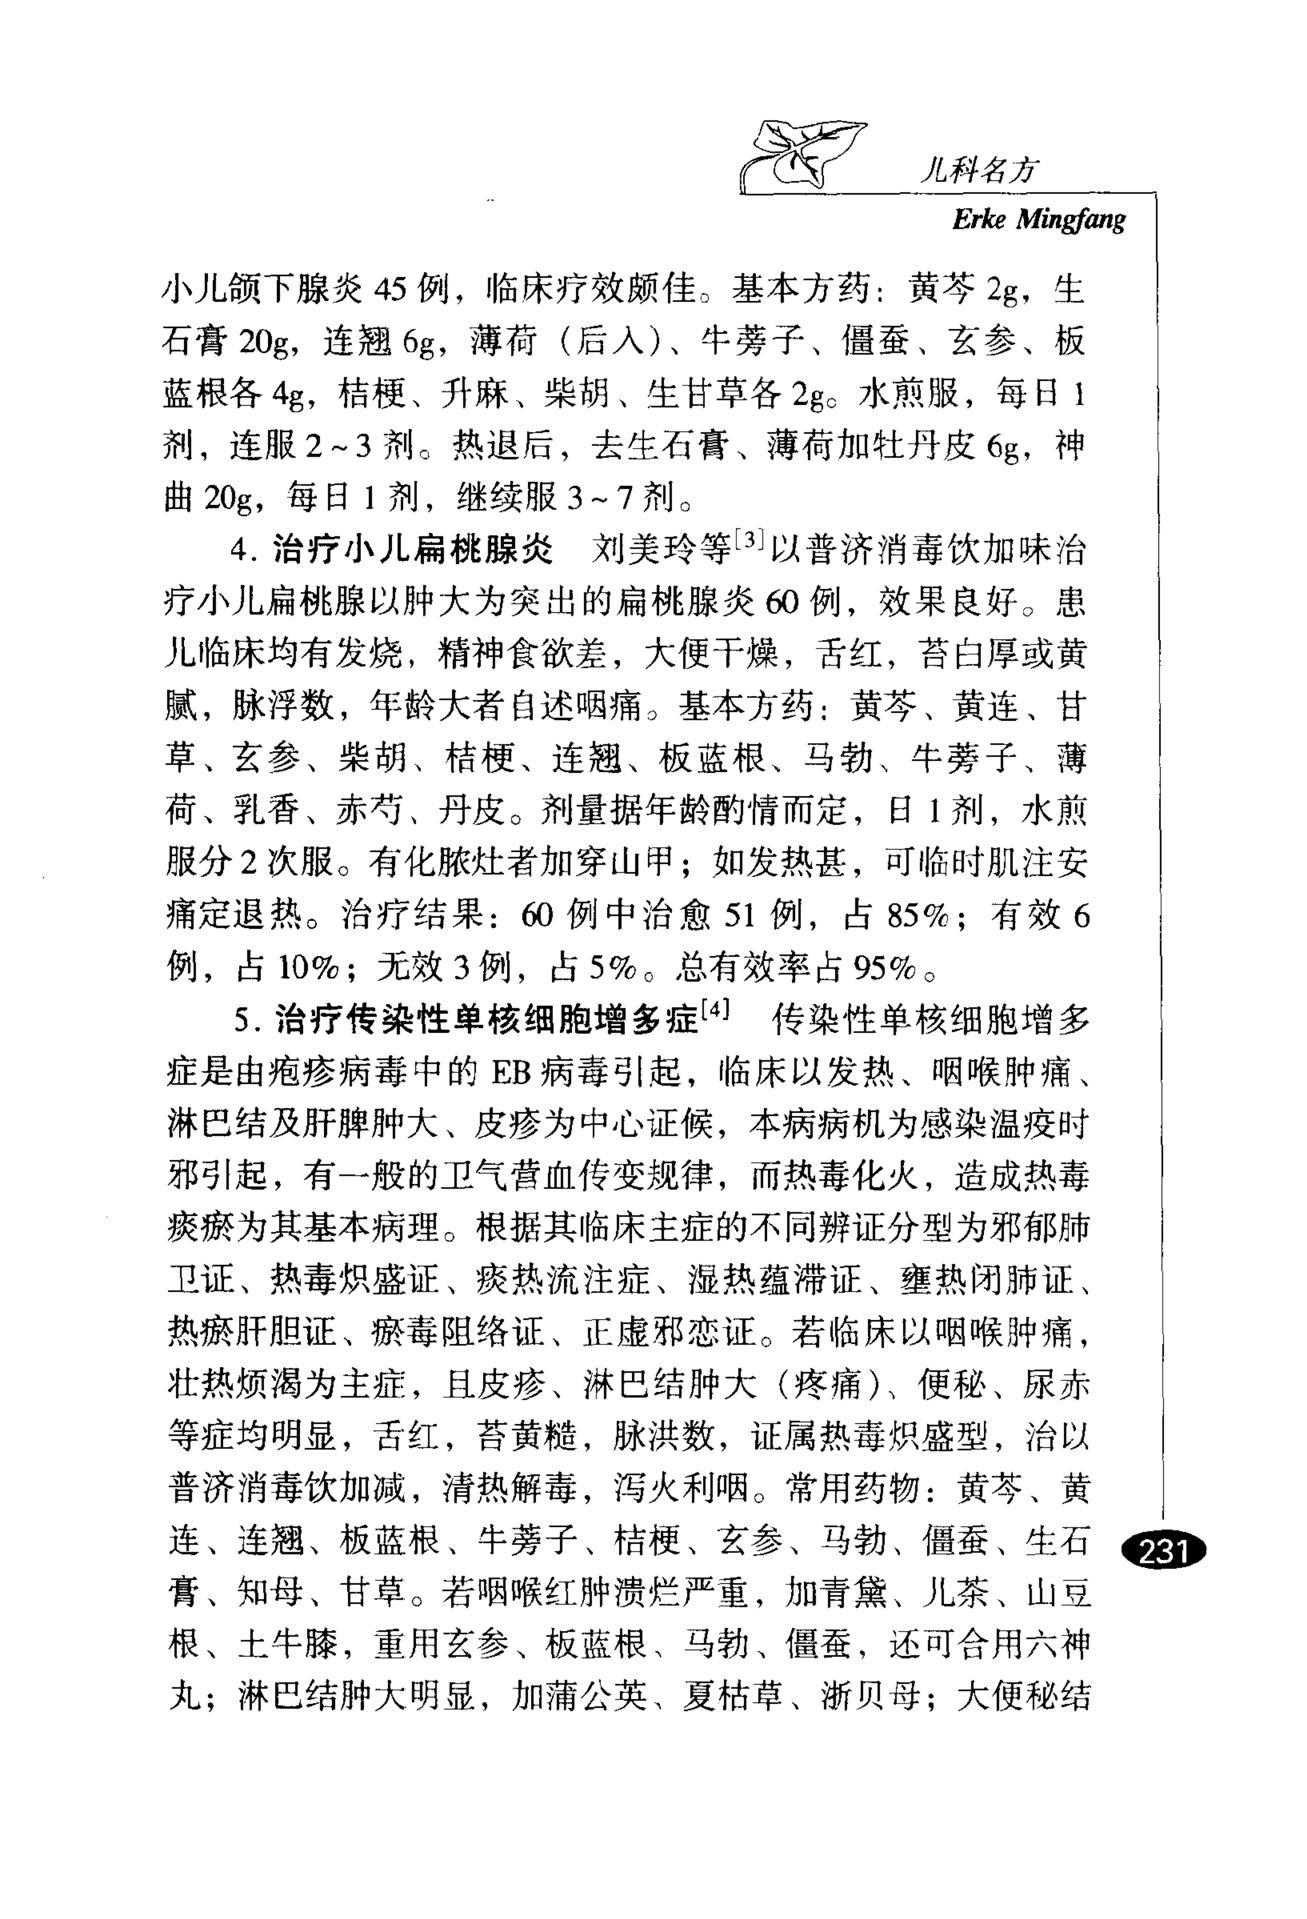 儿科名方
Erke Mingfang
小儿颌下腺炎 45 例，临床疗效颇佳。基本方药：黄芩 2g，生
石膏 20g，连翘 6g，薄荷（后入）、牛蒡子、僵蚕、玄参、板
蓝根各 4g，桔梗、升麻、柴胡、生甘草各 2g。水煎服，每日 1
剂，连服 2～3 剂。热退后，去生石膏、薄荷加牡丹皮 6g，神
曲 20g，每日 1 剂，继续服 3～7 剂。
4. 治疗小儿扁桃腺炎　刘美玲等[3]以普济消毒饮加味治
疗小儿扁桃腺以肿大为突出的扁桃腺炎 60 例，效果良好。患
儿临床均有发烧，精神食欲差，大便干燥，舌红，苔白厚或黄
腻，脉浮数，年龄大者自述咽痛。基本方药：黄芩、黄连、甘
草、玄参、柴胡、桔梗、连翘、板蓝根、马勃、牛蒡子、薄
荷、乳香、赤芍、丹皮。剂量据年龄酌情而定，日 1 剂，水煎
服分 2 次服。有化脓灶者加穿山甲；如发热甚，可临时肌注安
痛定退热。治疗结果：60 例中治愈 51 例，占 85%；有效 6
例，占 10%；无效 3 例，占 5%。总有效率占 95%。
5. 治疗传染性单核细胞增多症[4]　传染性单核细胞增多
症是由疱疹病毒中的 EB 病毒引起，临床以发热、咽喉肿痛、
淋巴结及肝脾肿大、皮疹为中心证候，本病病机为感染温疫时
邪引起，有一般的卫气营血传变规律，而热毒化火，造成热毒
痰瘀为其基本病理。根据其临床主症的不同辨证分型为邪郁肺
卫证、热毒炽盛证、痰热流注症、湿热蕴滞证、壅热闭肺证、
热瘀肝胆证、瘀毒阻络证、正虚邪恋证。若临床以咽喉肿痛，
壮热烦渴为主症，且皮疹、淋巴结肿大（疼痛）、便秘、尿赤
等症均明显，舌红，苔黄糙，脉洪数，证属热毒炽盛型，治以
普济消毒饮加减，清热解毒，泻火利咽。常用药物：黄芩、黄
连、连翘、板蓝根、牛蒡子、桔梗、玄参、马勃、僵蚕、生石
膏、知母、甘草。若咽喉红肿溃烂严重，加青黛、儿茶、山豆
根、土牛膝，重用玄参、板蓝根、马勃、僵蚕，还可合用六神
丸；淋巴结肿大明显，加蒲公英、夏枯草、浙贝母；大便秘结
231